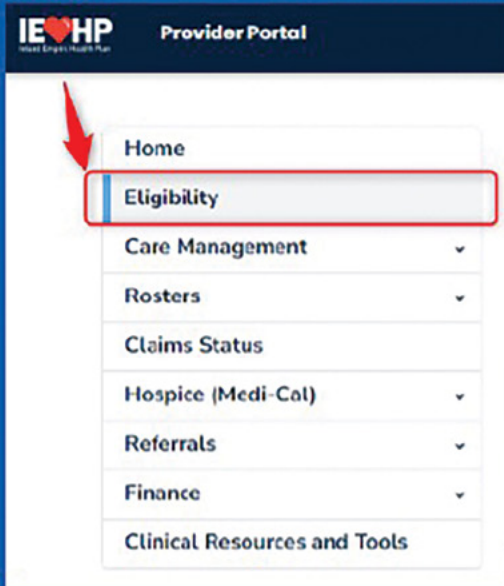 IEHP Provider Portal
Inland Empire Health Plan
Home
Eligibility
Care Management
Rosters
Claims Status
Hospice (Medi-Cal)
Referrals
Finance
Clinical Resources and Tools